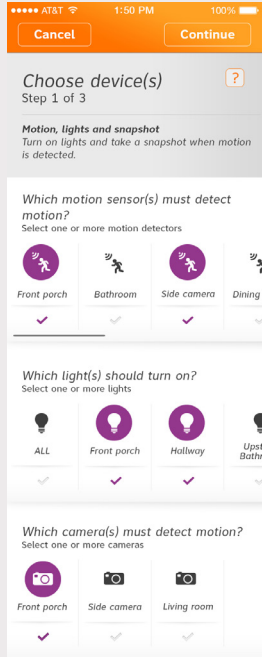 AT&T 1:50 PM 100%
Cancel Continue
Choose device(s) ?
Step 1 of 3
Motion, lights and snapshot
Turn on lights and take a snapshot when motion
is detected.
Which motion sensor(s) must detect
motion?
Select one or more motion detectors
Front porch Bathroom Side camera Dining
Which light(s) should turn on?
Select one or more lights
ALL Front porch Hallway Upst
Bathr
Which camera(s) must detect motion?
Select one or more cameras
Front porch Side camera Living room